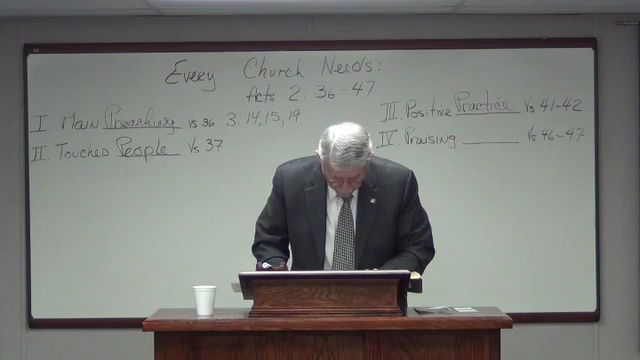 Every Church Needs:
Acts 2: 36-47
I. Main Preaching vs 36 3:14,15,19
II. Touches People Vs 37
III. Positive Practice Vs 41-42
IV Praising ______ Vs 46-47